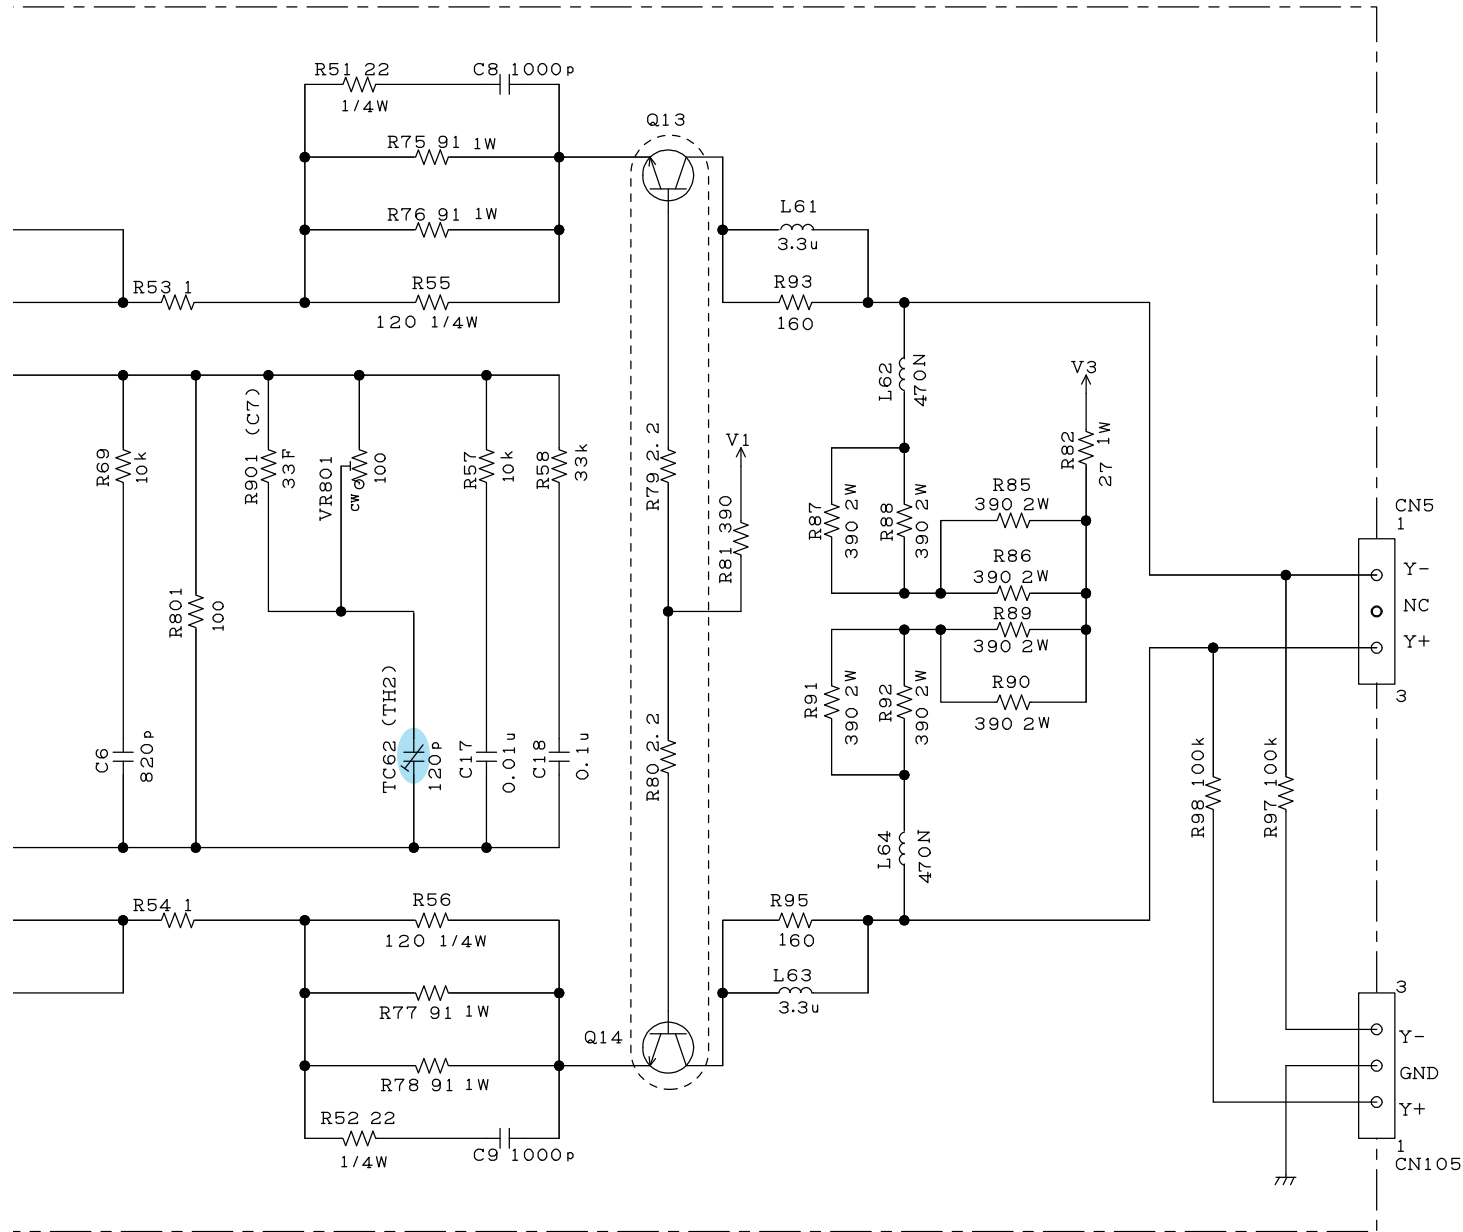 R51 22
1/4W
C8 1000p
R75 91 1W
R76 91 1W
R53 1
R55
120 1/4W
Q13
L61
3.3u
R93
160
L62
470N
V3
R82
27 1W
R69
10k
R901 (C7)
33F
VR801
100
CW
R57
10k
R58
33k
R79 2.2
V1
R81 390
R87
390 2W
R88
390 2W
R85
390 2W
R86
390 2W
R89
390 2W
R90
390 2W
R91
390 2W
R92
390 2W
CN5
1
Y-
NC
Y+
3
R801
100
C6
820p
TC62 (TH2)
120p
C17
0.01u
C18
0.1u
R80 2.2
L64
470N
R98 100k
R97 100k
R54 1
R56
120 1/4W
R77 91 1W
R78 91 1W
R52 22
1/4W
C9 1000p
Q14
R95
160
L63
3.3u
3
Y-
GND
Y+
1
CN105